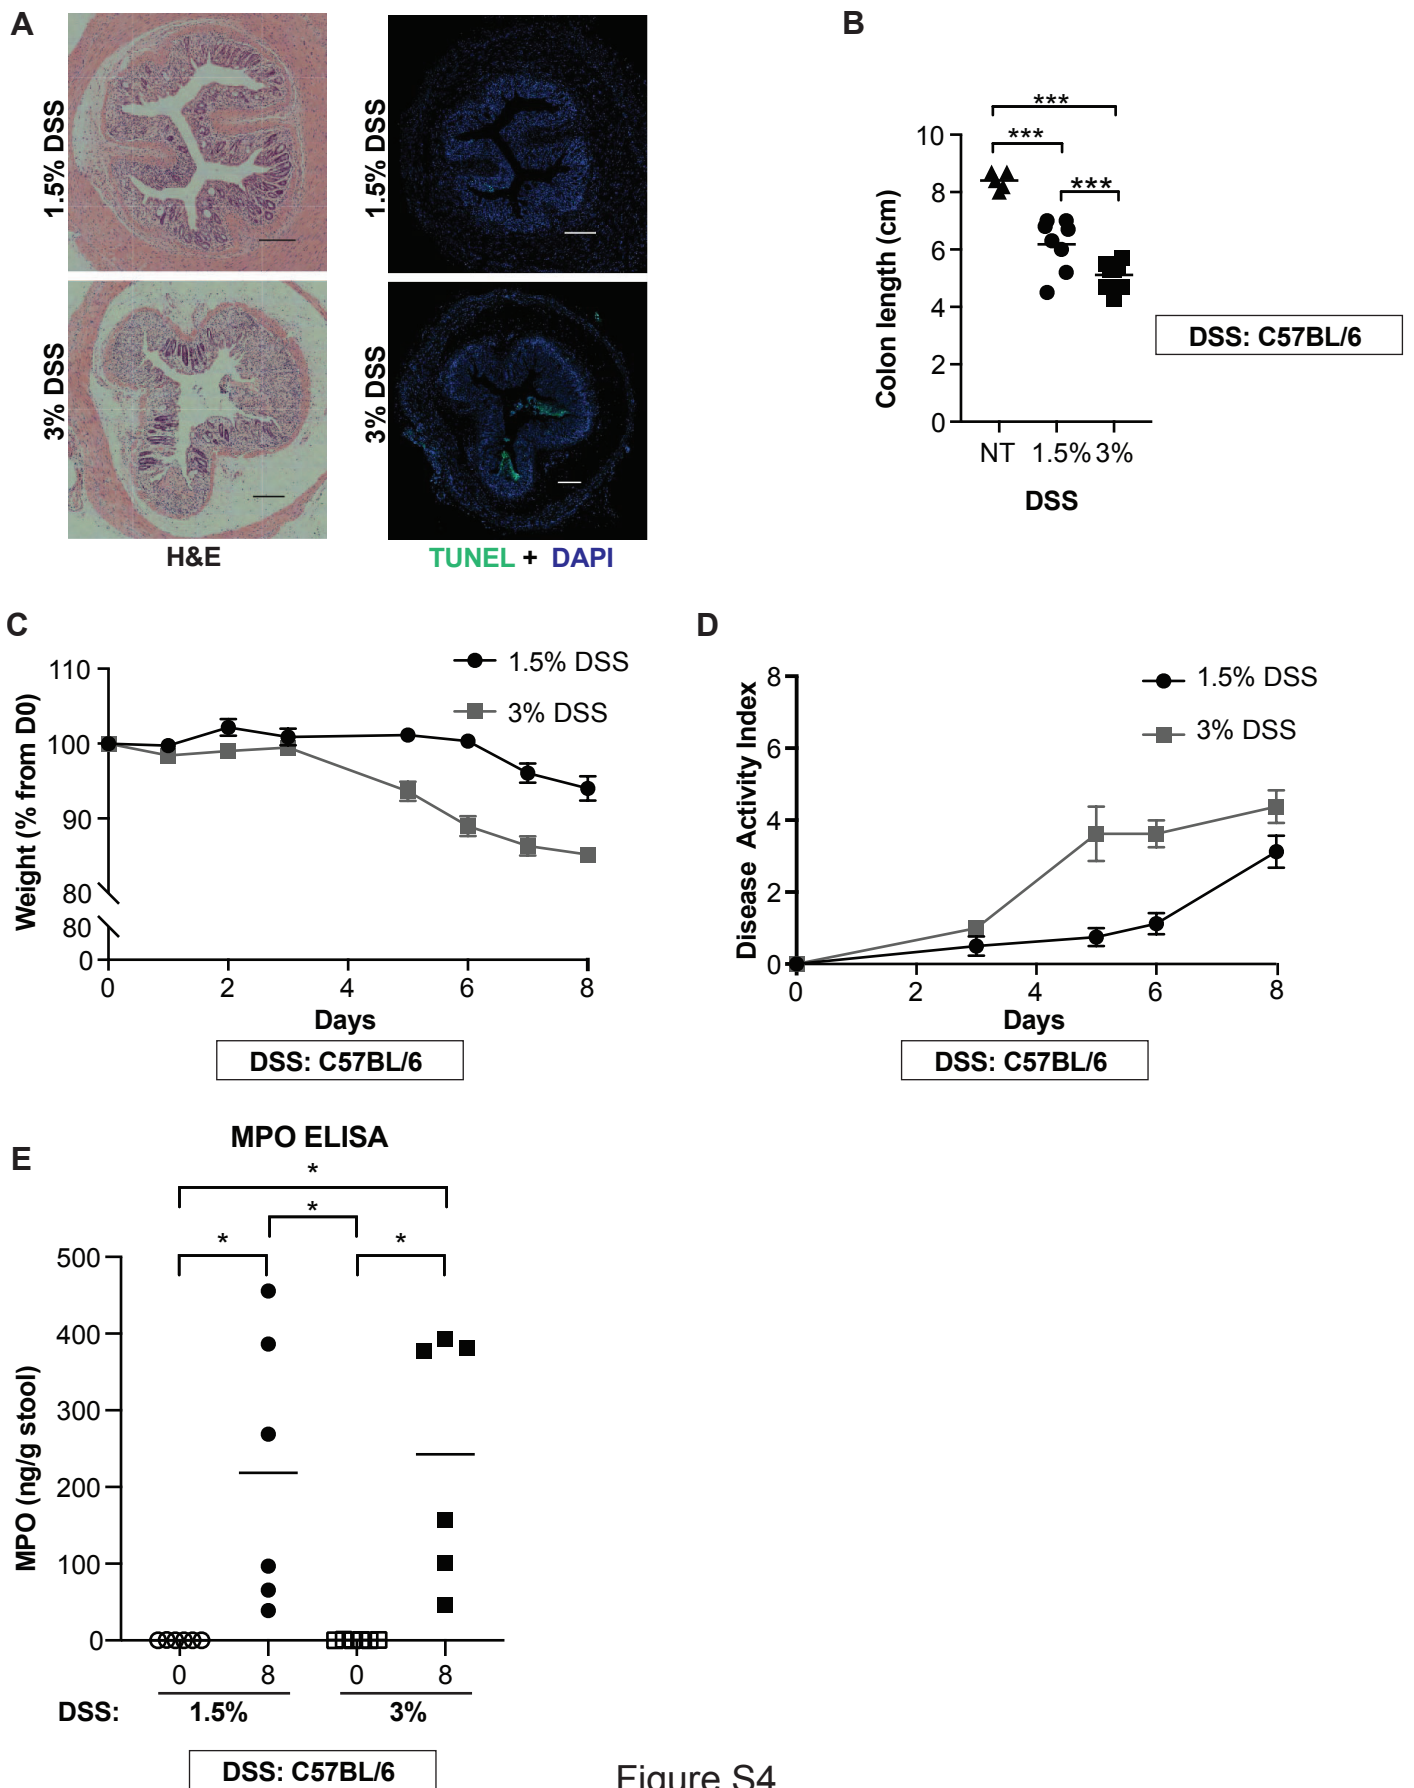 A
1.5% DSS
1.5% DSS
3% DSS
3% DSS
H&E
TUNEL + DAPI
B
***
***
***
10
8
6
4
2
0
Colon length (cm)
NT 1.5% 3%
DSS
DSS: C57BL/6
C
1.5% DSS
3% DSS
110
100
90
80
80
0
Weight (% from D0)
0 2 4 6 8
Days
DSS: C57BL/6
D
1.5% DSS
3% DSS
8
6
4
2
0
Disease Activity Index
0 2 4 6 8
Days
DSS: C57BL/6
E
MPO ELISA
*
*
* *
500
400
300
200
100
0
MPO (ng/g stool)
0 8 0 8
DSS: 1.5% 3%
DSS: C57BL/6
Figure S4